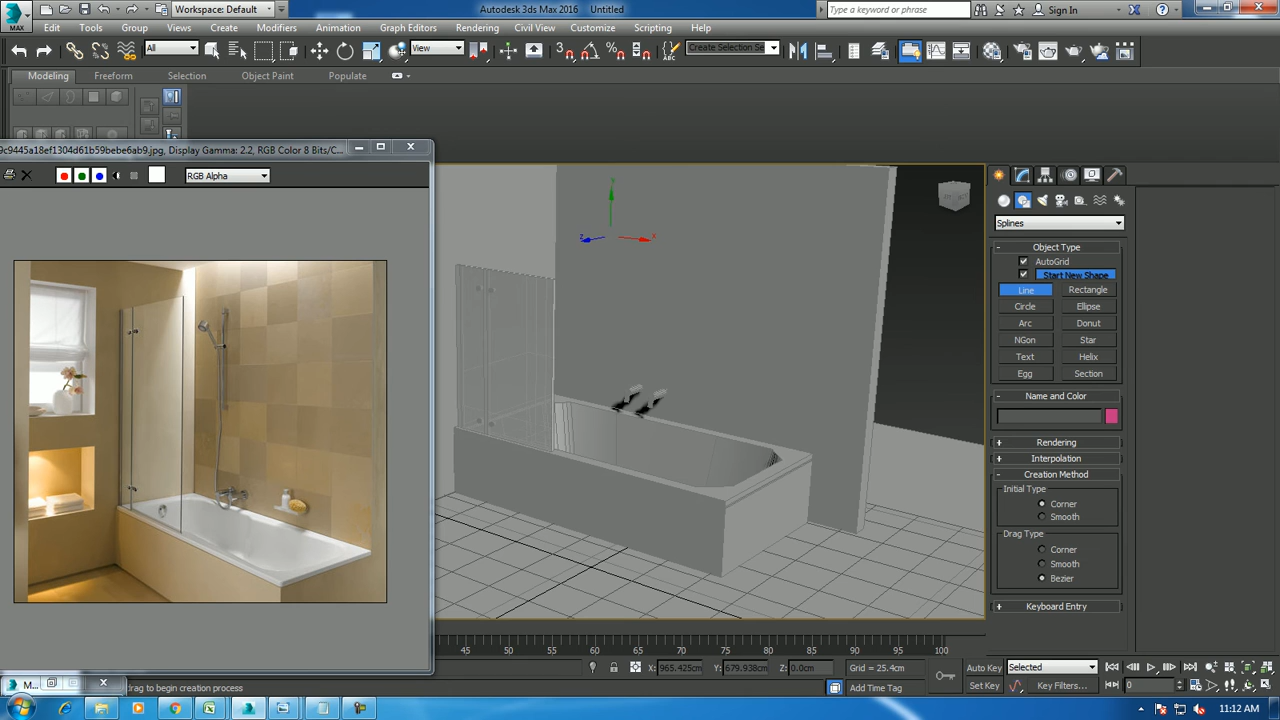 Workspace: Default
Autodesk 3ds Max 2016 Untitled
Type a keyword or phrase
Sign In
MAX
Edit Tools Group Views Create Modifiers Animation Graph Editors Rendering Civil View Customize Scripting Help
All
View
Create Selection Se
Modeling Freeform Selection Object Paint Populate
9c9445a18ef1304d61b59bebe6ab9.jpg, Display Gamma: 2.2, RGB Color 8 Bits/C...
RGB Alpha
Splines
- Object Type
AutoGrid
Start New Shape
Line Rectangle
Circle Ellipse
Arc Donut
NGon Star
Text Helix
Egg Section
- Name and Color
+ Rendering
+ Interpolation
- Creation Method
Initial Type
Corner
Smooth
Drag Type
Corner
Smooth
Bezier
+ Keyboard Entry
y
z
x
45 50 55 60 65 70 75 80 85 90 95 100
X: 965.425cm Y: 679.938cm Z: 0.0cm Grid = 25.4cm
Auto Key Selected
M...
drag to begin creation process
Add Time Tag
Set Key Key Filters... 0
11:12 AM